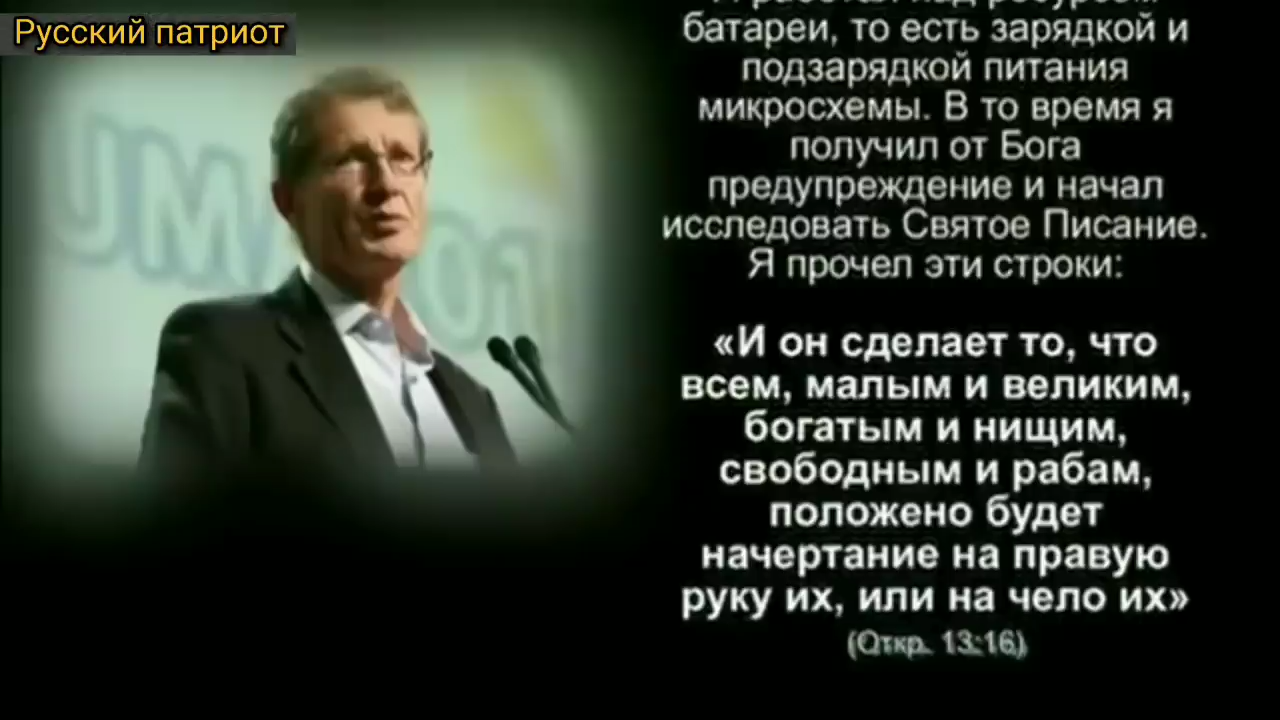 Русский патриот
батареи, то есть зарядкой и
подзарядкой питания
микросхемы. В то время я
получил от Бога
предупреждение и начал
исследовать Святое Писание.
Я прочел эти строки:
«И он сделает то, что
всем, малым и великим,
богатым и нищим,
свободным и рабам,
положено будет
начертание на правую
руку их, или на чело их»
(Откр. 13:16)